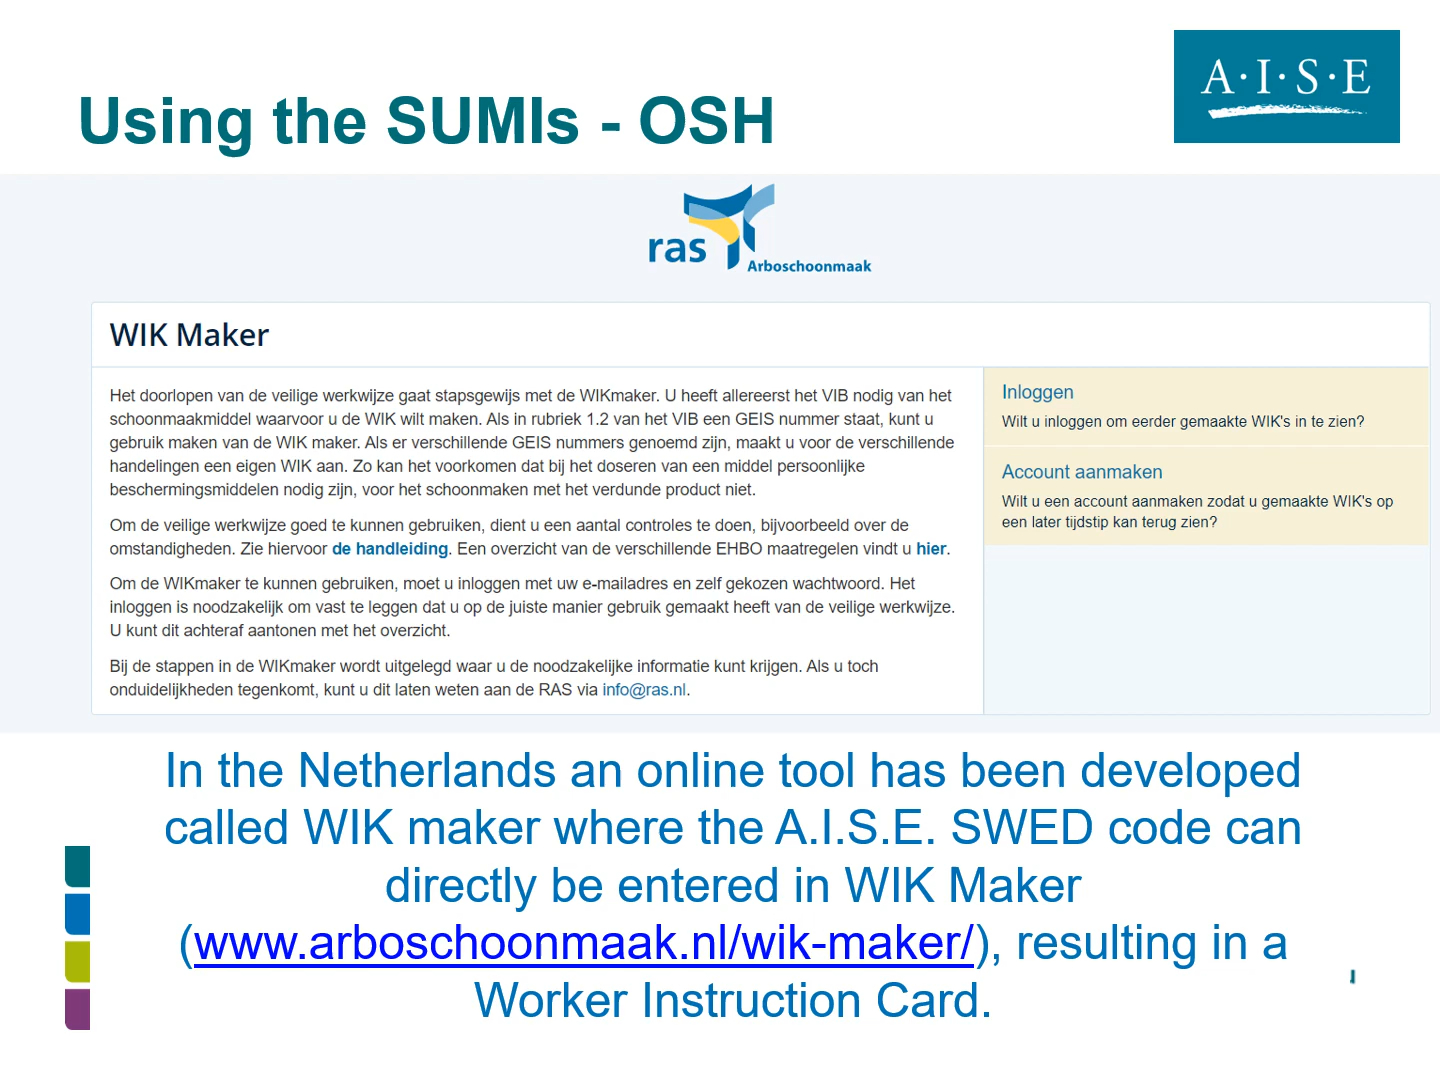 A·I·S·E
Using the SUMIs - OSH
ras
Arboschoonmaak
WIK Maker
Het doorlopen van de veilige werkwijze gaat stapsgewijs met de WIKmaker. U heeft allereerst het VIB nodig van het
schoonmaakmiddel waarvoor u de WIK wilt maken. Als in rubriek 1.2 van het VIB een GEIS nummer staat, kunt u
gebruik maken van de WIK maker. Als er verschillende GEIS nummers genoemd zijn, maakt u voor de verschillende
handelingen een eigen WIK aan. Zo kan het voorkomen dat bij het doseren van een middel persoonlijke
beschermingsmiddelen nodig zijn, voor het schoonmaken met het verdunde product niet.
Om de veilige werkwijze goed te kunnen gebruiken, dient u een aantal controles te doen, bijvoorbeeld over de
omstandigheden. Zie hiervoor de handleiding. Een overzicht van de verschillende EHBO maatregelen vindt u hier.
Om de WIKmaker te kunnen gebruiken, moet u inloggen met uw e-mailadres en zelf gekozen wachtwoord. Het
inloggen is noodzakelijk om vast te leggen dat u op de juiste manier gebruik gemaakt heeft van de veilige werkwijze.
U kunt dit achteraf aantonen met het overzicht.
Bij de stappen in de WIKmaker wordt uitgelegd waar u de noodzakelijke informatie kunt krijgen. Als u toch
onduidelijkheden tegenkomt, kunt u dit laten weten aan de RAS via info@ras.nl.
Inloggen
Wilt u inloggen om eerder gemaakte WIK's in te zien?
Account aanmaken
Wilt u een account aanmaken zodat u gemaakte WIK's op
een later tijdstip kan terug zien?
In the Netherlands an online tool has been developed
called WIK maker where the A.I.S.E. SWED code can
directly be entered in WIK Maker
(www.arboschoonmaak.nl/wik-maker/), resulting in a
Worker Instruction Card.